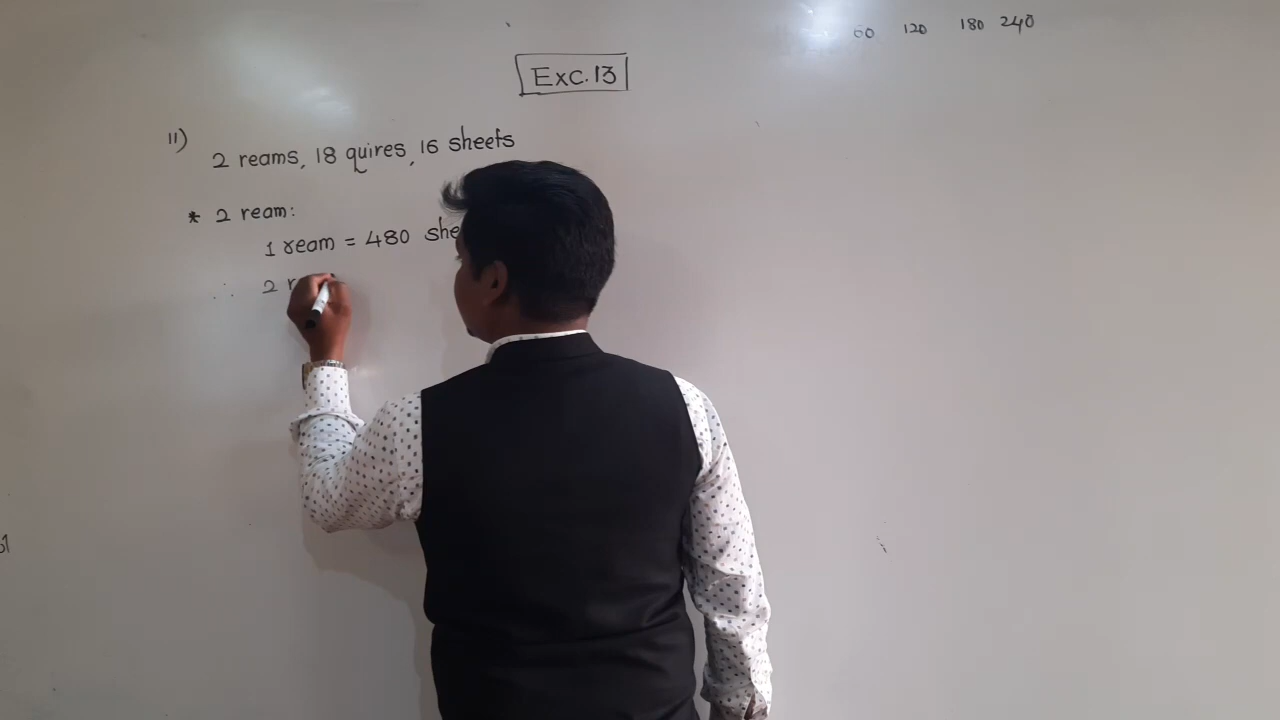 60 120 180 240
Exc. 13
11)
2 reams, 18 quires, 16 sheets
* 2 ream:
1 ream = 480
∴ 2